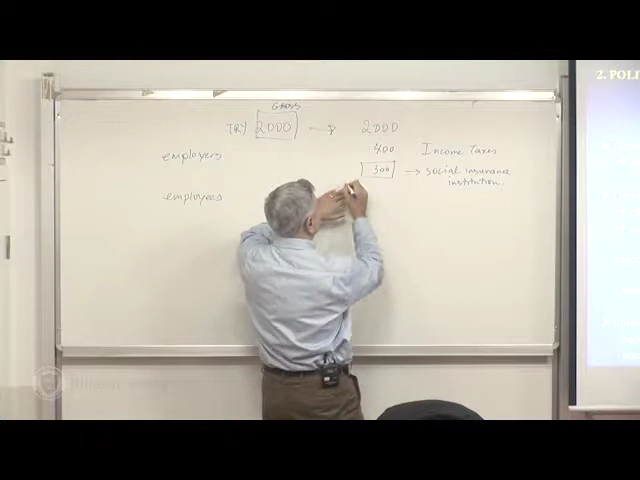 GROSS
TRY 2000 → 2000
400 Income Taxes
employers
300 → social insurance
institution.
employees
2. POLI